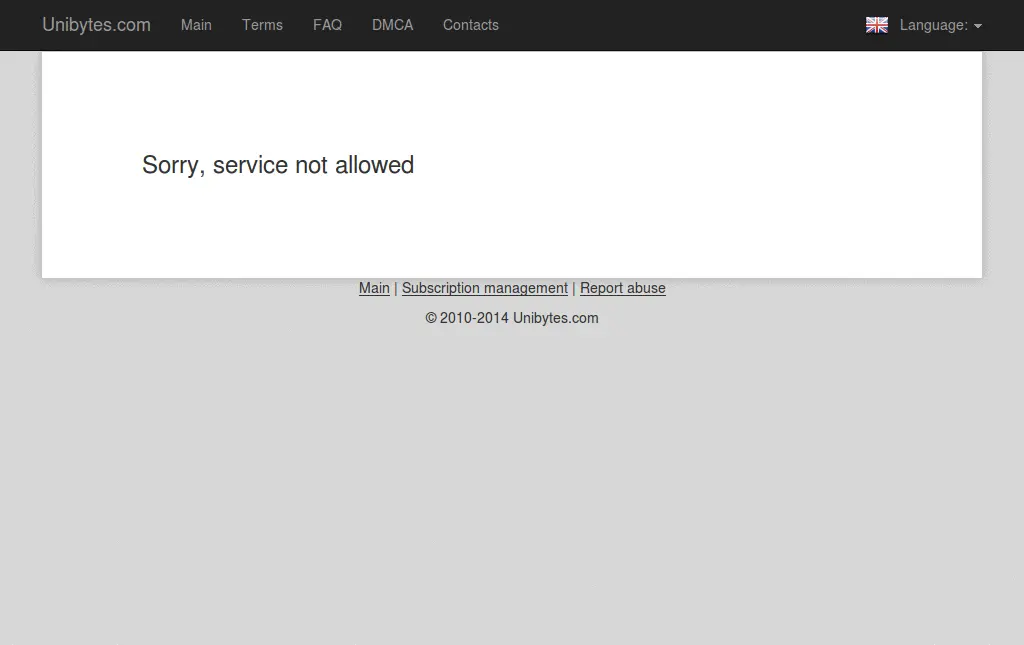 Unibytes.com Main Terms FAQ DMCA Contacts Language:
Sorry, service not allowed
Main | Subscription management | Report abuse
© 2010-2014 Unibytes.com